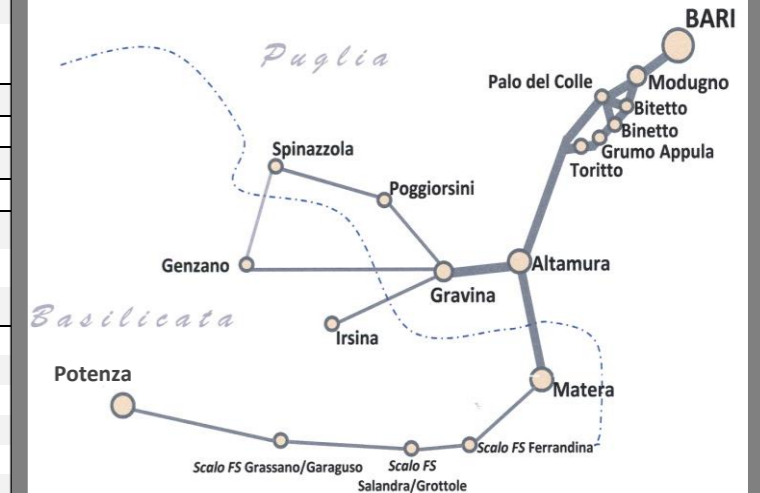 BARI
Puglia
Palo del Colle
Modugno
Bitetto
Binetto
Grumo Appula
Toritto
Spinazzola
Poggiorsini
Genzano
Altamura
Gravina
Basilicata
Irsina
Potenza
Matera
Scalo FS Ferrandina
Scalo FS Grassano/Garaguso
Scalo FS
Salandra/Grottole